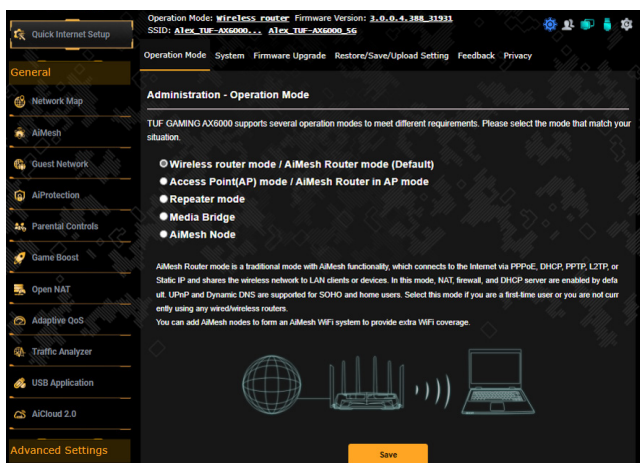 Operation Mode: Wireless router Firmware Version: 3.0.0.4.388_31931
SSID: Alex_TUF-AX6000... Alex_TUF-AX6000_5G
Quick Internet Setup
Operation Mode System Firmware Upgrade Restore/Save/Upload Setting Feedback Privacy
General
Network Map
AiMesh
Guest Network
AiProtection
Parental Controls
Game Boost
Open NAT
Adaptive QoS
Traffic Analyzer
USB Application
AiCloud 2.0
Advanced Settings
Administration - Operation Mode
TUF GAMING AX6000 supports several operation modes to meet different requirements. Please select the mode that match your
situation.
Wireless router mode / AiMesh Router mode (Default)
Access Point(AP) mode / AiMesh Router in AP mode
Repeater mode
Media Bridge
AiMesh Node
AiMesh Router mode is a traditional mode with AiMesh functionality, which connects to the Internet via PPPoE, DHCP, PPTP, L2TP, or
Static IP and shares the wireless network to LAN clients or devices. In this mode, NAT, firewall, and DHCP server are enabled by defa
ult. UPnP and Dynamic DNS are supported for SOHO and home users. Select this mode if you are a first-time user or you are not curr
ently using any wired/wireless routers.
You can add AiMesh nodes to form an AiMesh WiFi system to provide extra WiFi coverage.
Save